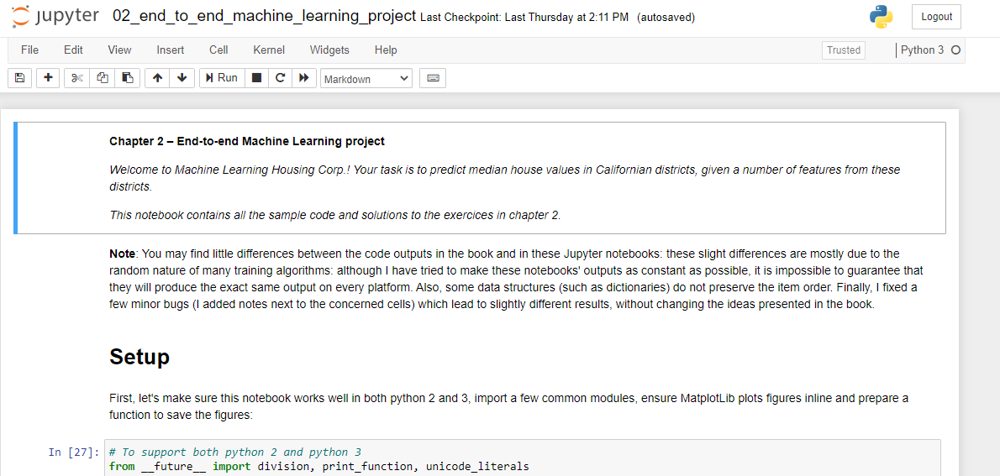 jupyter 02_end_to_end_machine_learning_project Last Checkpoint: Last Thursday at 2:11 PM (autosaved) Logout
File Edit View Insert Cell Kernel Widgets Help Trusted Python 3
Run Markdown
Chapter 2 – End-to-end Machine Learning project
Welcome to Machine Learning Housing Corp.! Your task is to predict median house values in Californian districts, given a number of features from these
districts.
This notebook contains all the sample code and solutions to the exercices in chapter 2.
Note: You may find little differences between the code outputs in the book and in these Jupyter notebooks: these slight differences are mostly due to the
random nature of many training algorithms: although I have tried to make these notebooks' outputs as constant as possible, it is impossible to guarantee that
they will produce the exact same output on every platform. Also, some data structures (such as dictionaries) do not preserve the item order. Finally, I fixed a
few minor bugs (I added notes next to the concerned cells) which lead to slightly different results, without changing the ideas presented in the book.
Setup
First, let's make sure this notebook works well in both python 2 and 3, import a few common modules, ensure MatplotLib plots figures inline and prepare a
function to save the figures:
In [27]: # To support both python 2 and python 3
from __future__ import division, print_function, unicode_literals